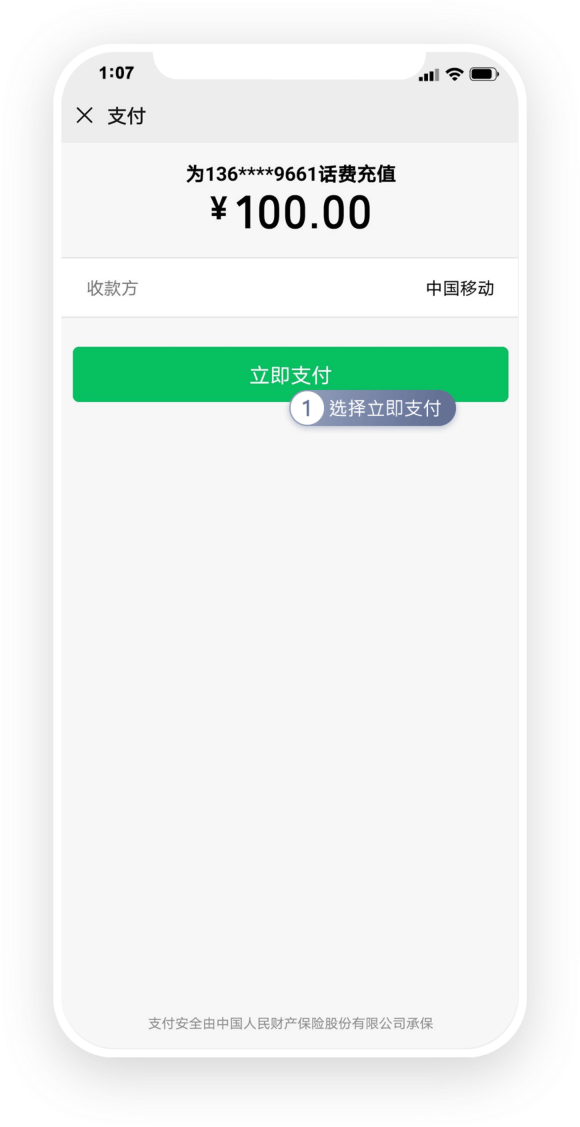 1:07
支付
为136****9661话费充值
¥100.00
收款方 中国移动
立即支付
1 选择立即支付
支付安全由中国人民财产保险股份有限公司承保